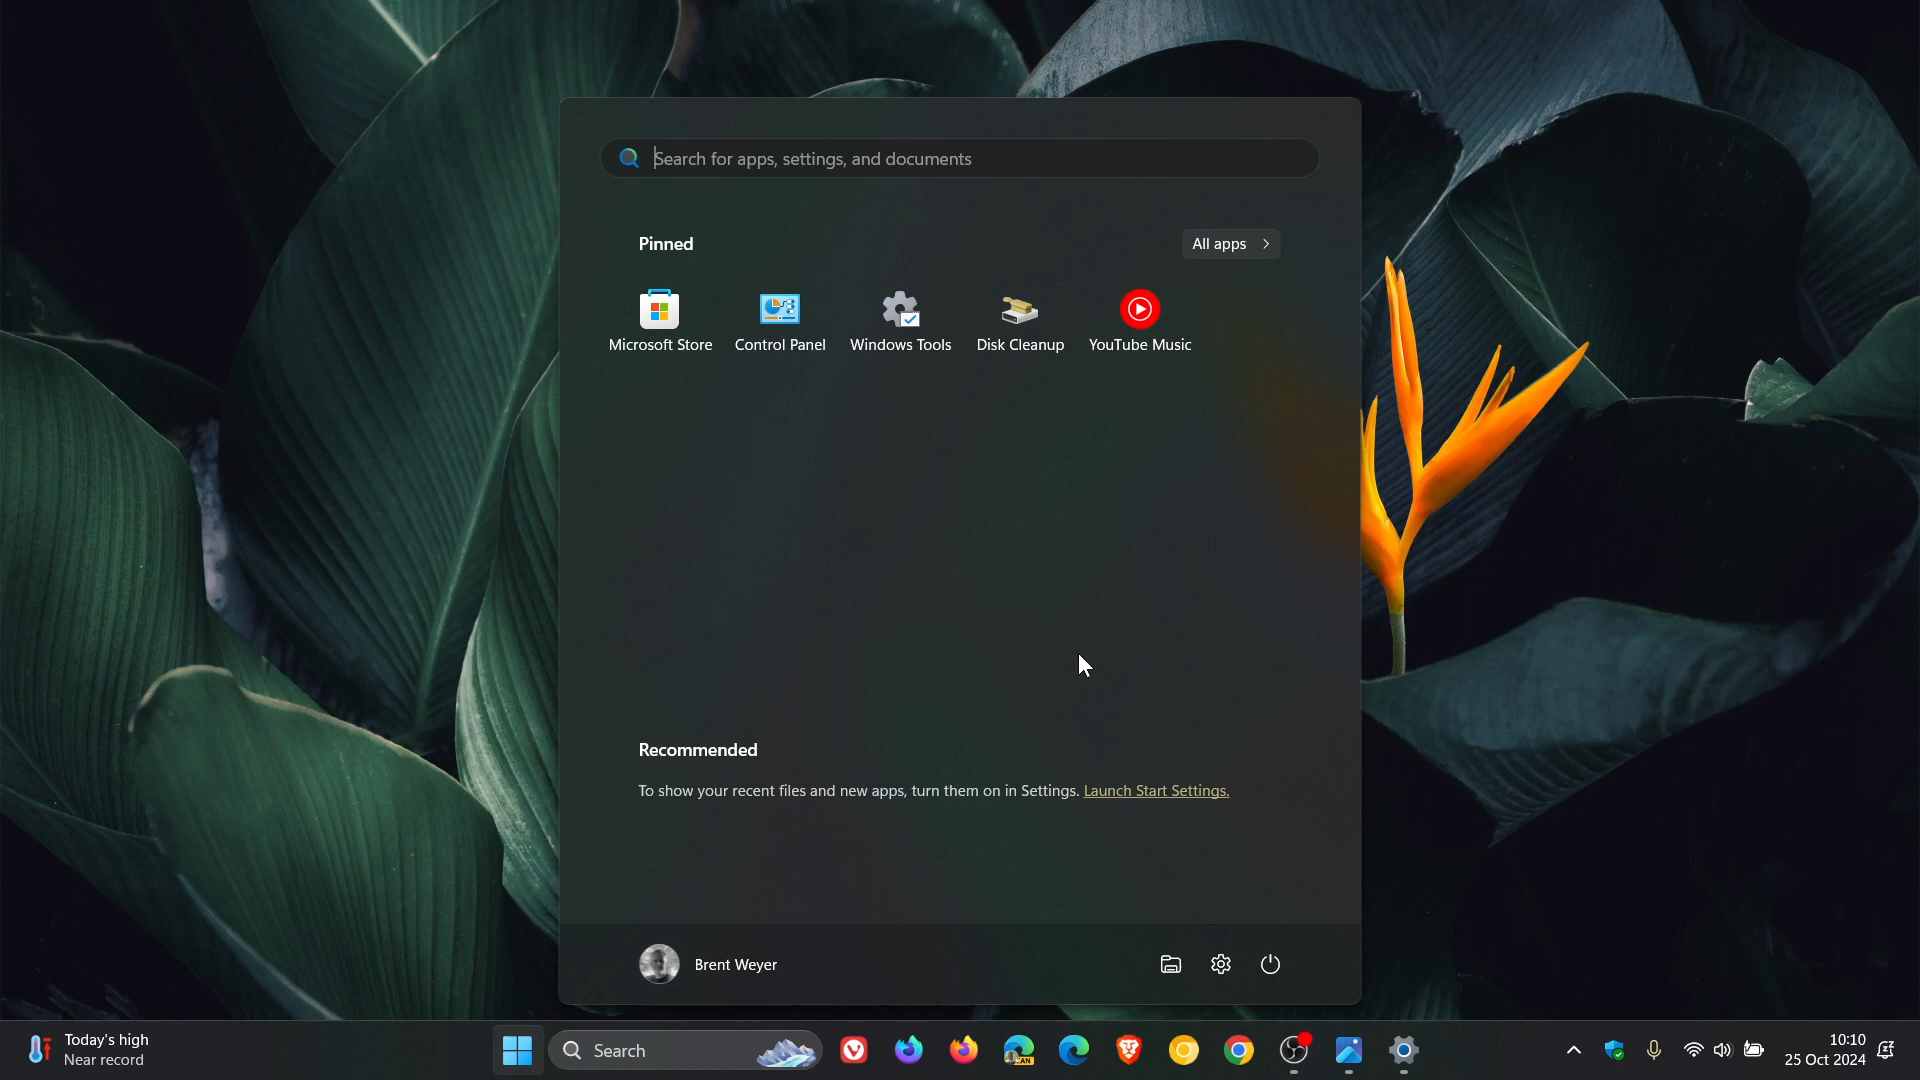 Search for apps, settings, and documents
Pinned
All apps
Microsoft Store
Control Panel
Windows Tools
Disk Cleanup
YouTube Music
Recommended
To show your recent files and new apps, turn them on in Settings. Launch Start Settings.
Brent Weyer
Today's high
Near record
Search
CAN
10:10
25 Oct 2024